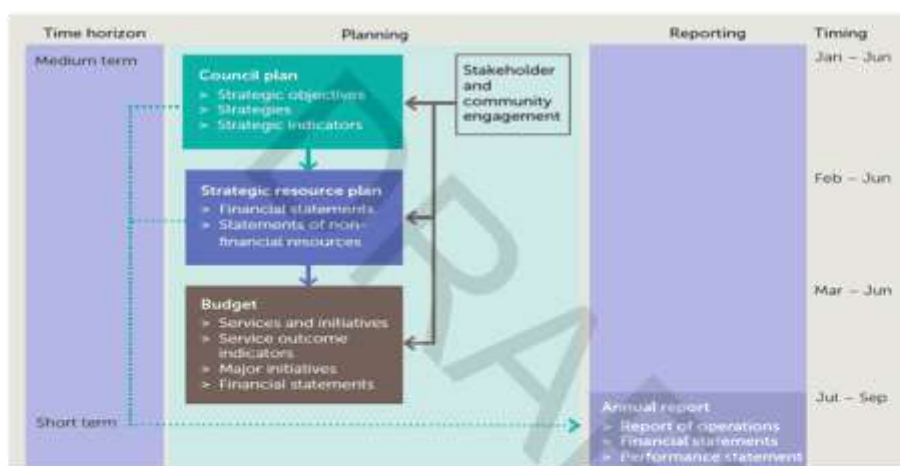 Time horizon
Planning
Reporting
Timing
Medium term
Council plan
> Strategic objectives
> Strategies
> Strategic indicators
Stakeholder
and
community
engagement
Jan – Jun
Strategic resource plan
> Financial statements
> Statements of non-
financial resources
Feb – Jun
Budget
> Services and initiatives
> Service outcome
indicators
> Major initiatives
> Financial statements
Mar – Jun
Short term
Annual report
> Report of operations
> Financial statements
> Performance statement
Jul – Sep
DRA